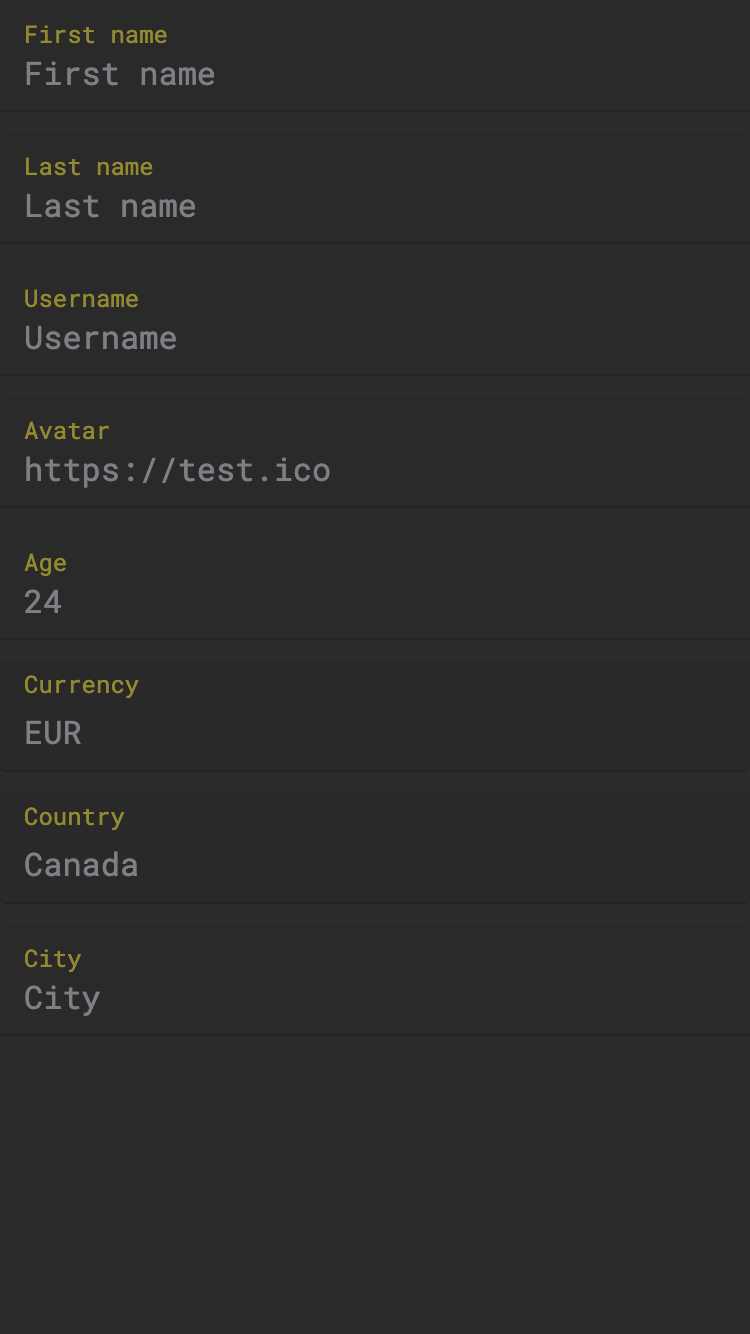 First name
First name
Last name
Last name
Username
Username
Avatar
https://test.ico
Age
24
Currency
EUR
Country
Canada
City
City